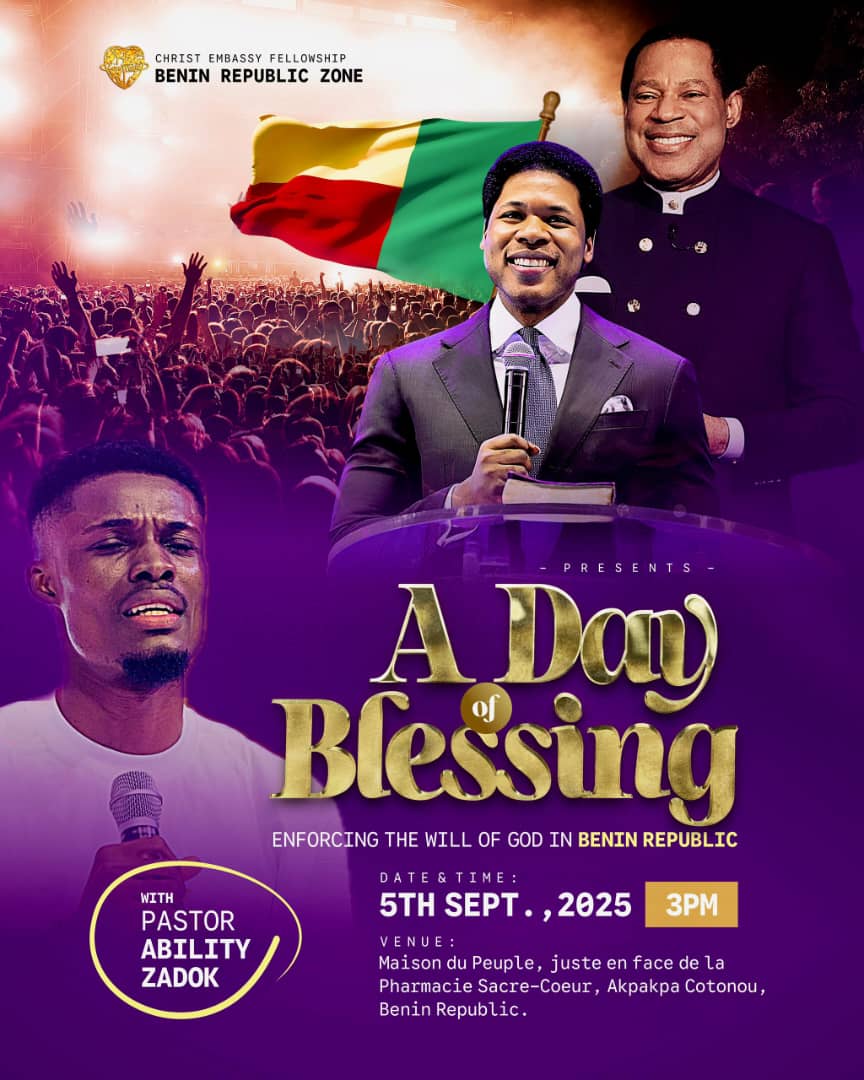 CHRIST EMBASSY FELLOWSHIP
BENIN REPUBLIC ZONE
- PRESENTS -
A Day
of
Blessing
ENFORCING THE WILL OF GOD IN BENIN REPUBLIC
WITH
PASTOR
ABILITY
ZADOK
DATE & TIME:
5TH SEPT.,2025 3PM
VENUE:
Maison du Peuple, juste en face de la
Pharmacie Sacre-Coeur, Akpakpa Cotonou,
Benin Republic.